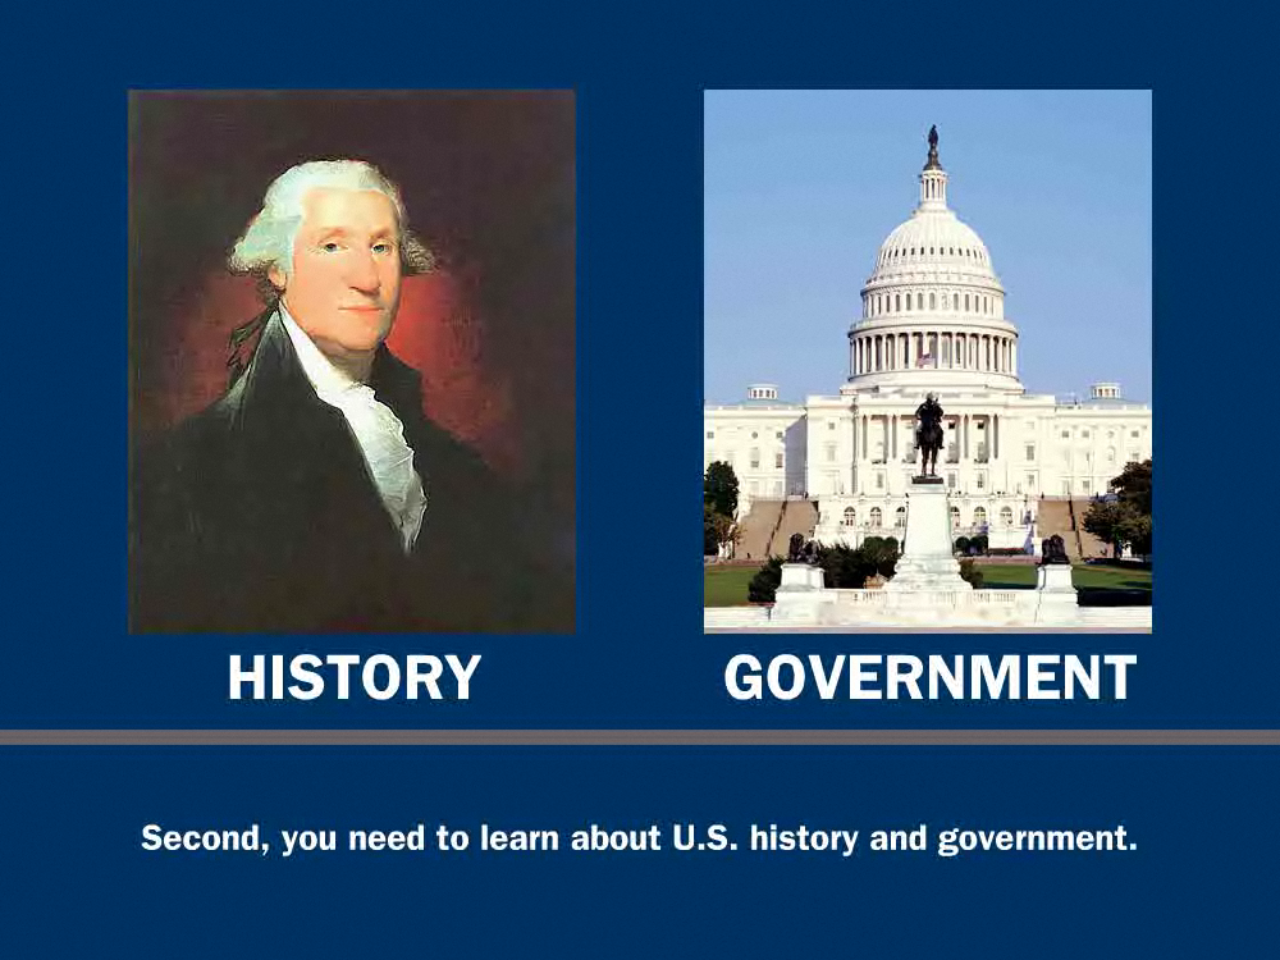 HISTORY
GOVERNMENT
Second, you need to learn about U.S. history and government.